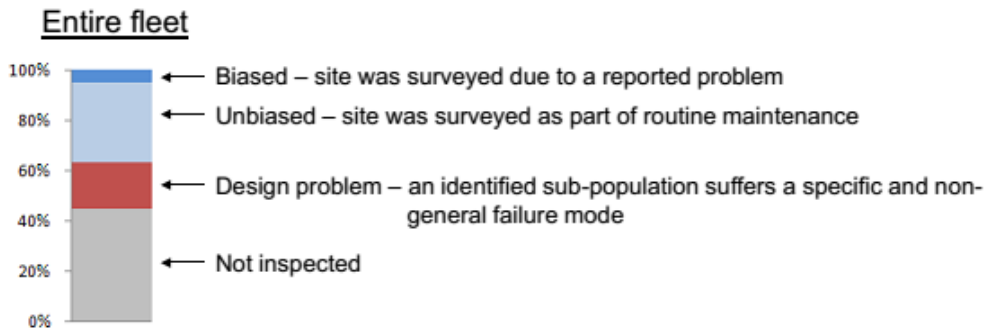 Entire fleet
100%
Biased – site was surveyed due to a reported problem
80%
Unbiased – site was surveyed as part of routine maintenance
60%
Design problem – an identified sub-population suffers a specific and non-
general failure mode
40%
20%
Not inspected
0%